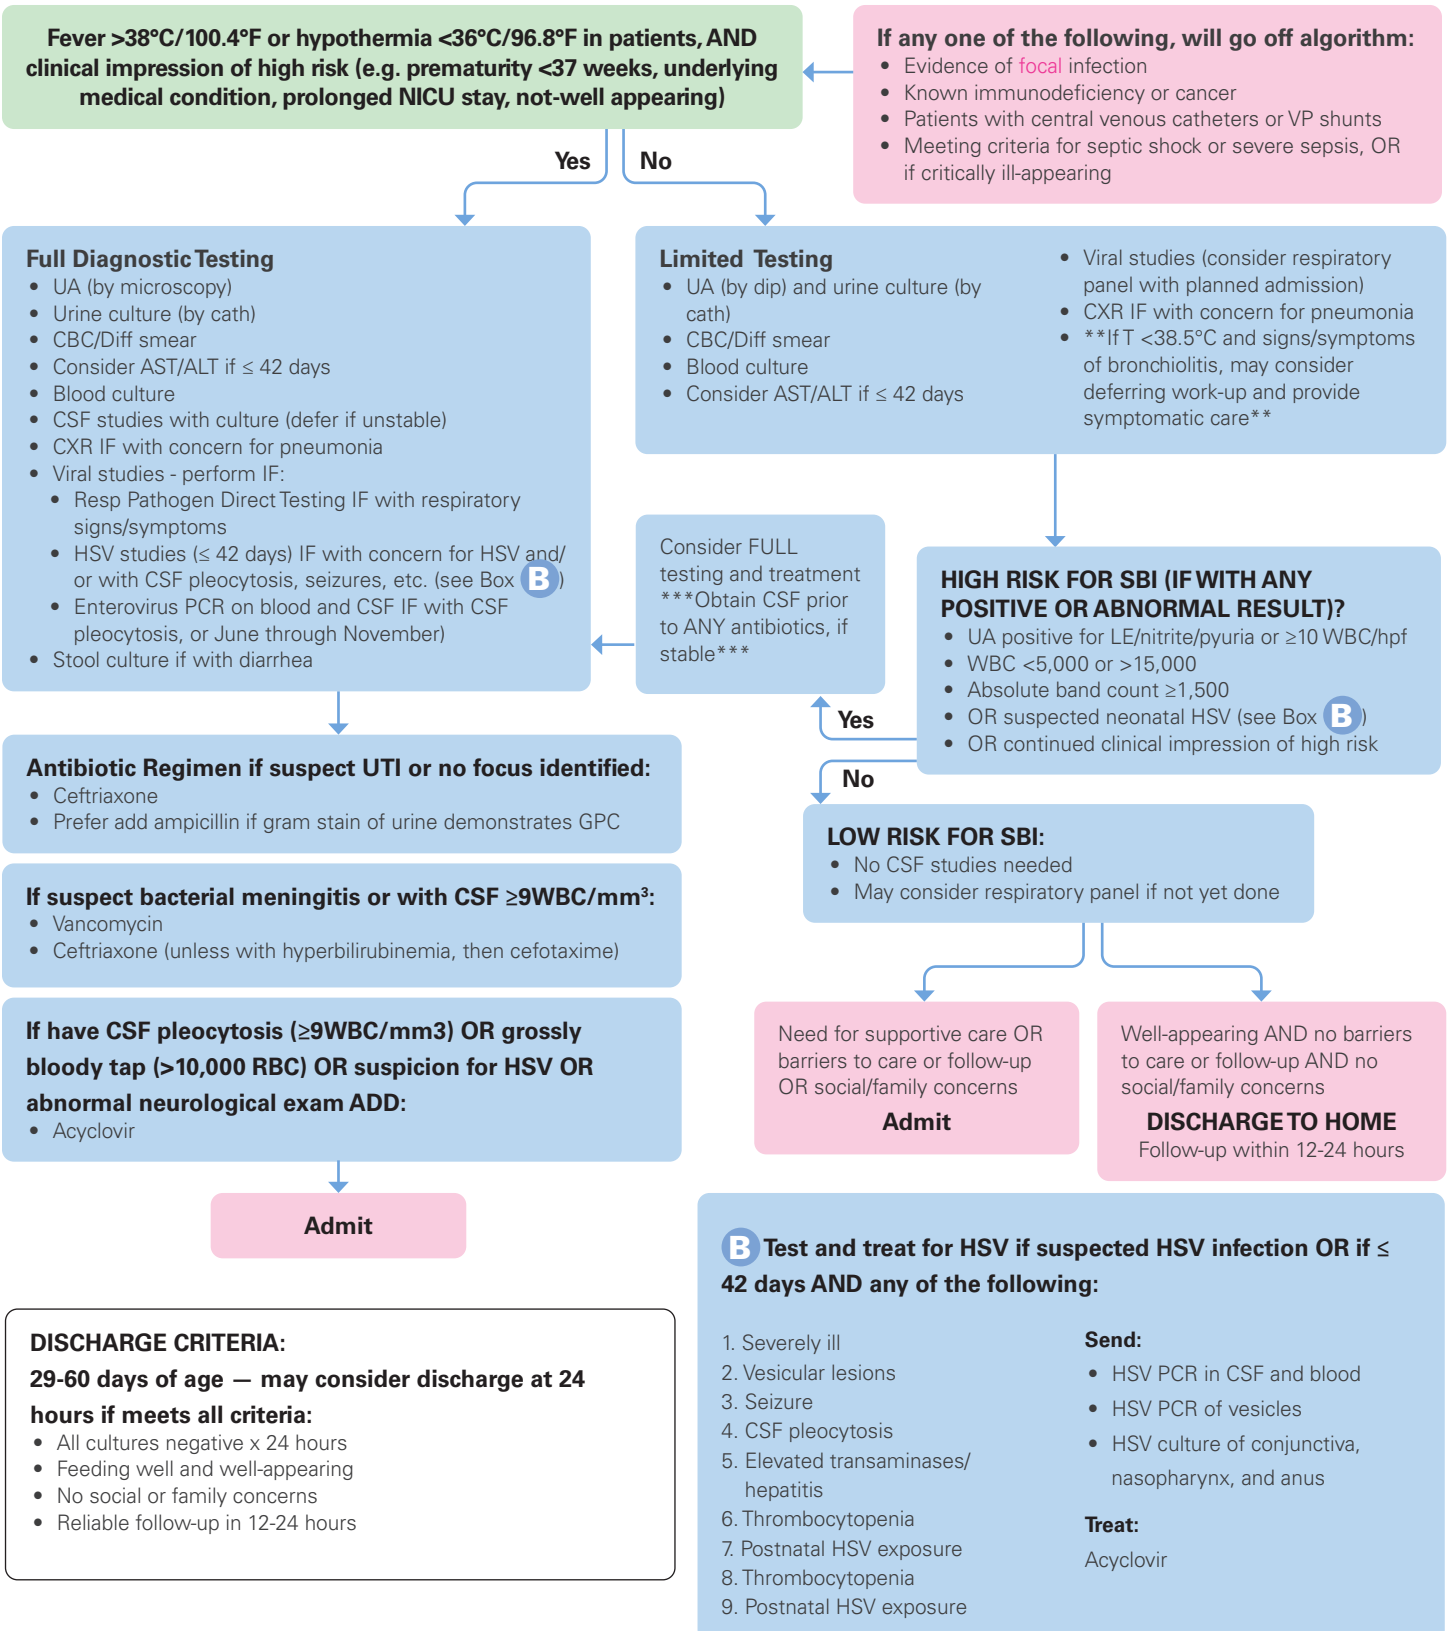 Fever >38°C/100.4°F or hypothermia <36°C/96.8°F in patients, AND
clinical impression of high risk (e.g. prematurity <37 weeks, underlying
medical condition, prolonged NICU stay, not-well appearing)
If any one of the following, will go off algorithm:
• Evidence of focal infection
• Known immunodeficiency or cancer
• Patients with central venous catheters or VP shunts
• Meeting criteria for septic shock or severe sepsis, OR
if critically ill-appearing
Yes
No
Full Diagnostic Testing
• UA (by microscopy)
• Urine culture (by cath)
• CBC/Diff smear
• Consider AST/ALT if ≤ 42 days
• Blood culture
• CSF studies with culture (defer if unstable)
• CXR IF with concern for pneumonia
• Viral studies - perform IF:
• Resp Pathogen Direct Testing IF with respiratory
signs/symptoms
• HSV studies (≤ 42 days) IF with concern for HSV and/
or with CSF pleocytosis, seizures, etc. (see Box B)
• Enterovirus PCR on blood and CSF IF with CSF
pleocytosis, or June through November)
• Stool culture if with diarrhea
Limited Testing
• UA (by dip) and urine culture (by
cath)
• CBC/Diff smear
• Blood culture
• Consider AST/ALT if ≤ 42 days
• Viral studies (consider respiratory
panel with planned admission)
• CXR IF with concern for pneumonia
• **If T <38.5°C and signs/symptoms
of bronchiolitis, may consider
deferring work-up and provide
symptomatic care**
Consider FULL
testing and treatment
***Obtain CSF prior
to ANY antibiotics, if
stable***
HIGH RISK FOR SBI (IF WITH ANY
POSITIVE OR ABNORMAL RESULT)?
• UA positive for LE/nitrite/pyuria or ≥10 WBC/hpf
• WBC <5,000 or >15,000
• Absolute band count ≥1,500
• OR suspected neonatal HSV (see Box B)
• OR continued clinical impression of high risk
Yes
No
Antibiotic Regimen if suspect UTI or no focus identified:
• Ceftriaxone
• Prefer add ampicillin if gram stain of urine demonstrates GPC
LOW RISK FOR SBI:
• No CSF studies needed
• May consider respiratory panel if not yet done
If suspect bacterial meningitis or with CSF ≥9WBC/mm³:
• Vancomycin
• Ceftriaxone (unless with hyperbilirubinemia, then cefotaxime)
If have CSF pleocytosis (≥9WBC/mm3) OR grossly
bloody tap (>10,000 RBC) OR suspicion for HSV OR
abnormal neurological exam ADD:
• Acyclovir
Need for supportive care OR
barriers to care or follow-up
OR social/family concerns
Admit
Well-appearing AND no barriers
to care or follow-up AND no
social/family concerns
DISCHARGE TO HOME
Follow-up within 12-24 hours
Admit
B Test and treat for HSV if suspected HSV infection OR if ≤
42 days AND any of the following:
1. Severely ill
2. Vesicular lesions
3. Seizure
4. CSF pleocytosis
5. Elevated transaminases/
hepatitis
6. Thrombocytopenia
7. Postnatal HSV exposure
8. Thrombocytopenia
9. Postnatal HSV exposure
Send:
• HSV PCR in CSF and blood
• HSV PCR of vesicles
• HSV culture of conjunctiva,
nasopharynx, and anus
Treat:
Acyclovir
DISCHARGE CRITERIA:
29-60 days of age — may consider discharge at 24
hours if meets all criteria:
• All cultures negative x 24 hours
• Feeding well and well-appearing
• No social or family concerns
• Reliable follow-up in 12-24 hours